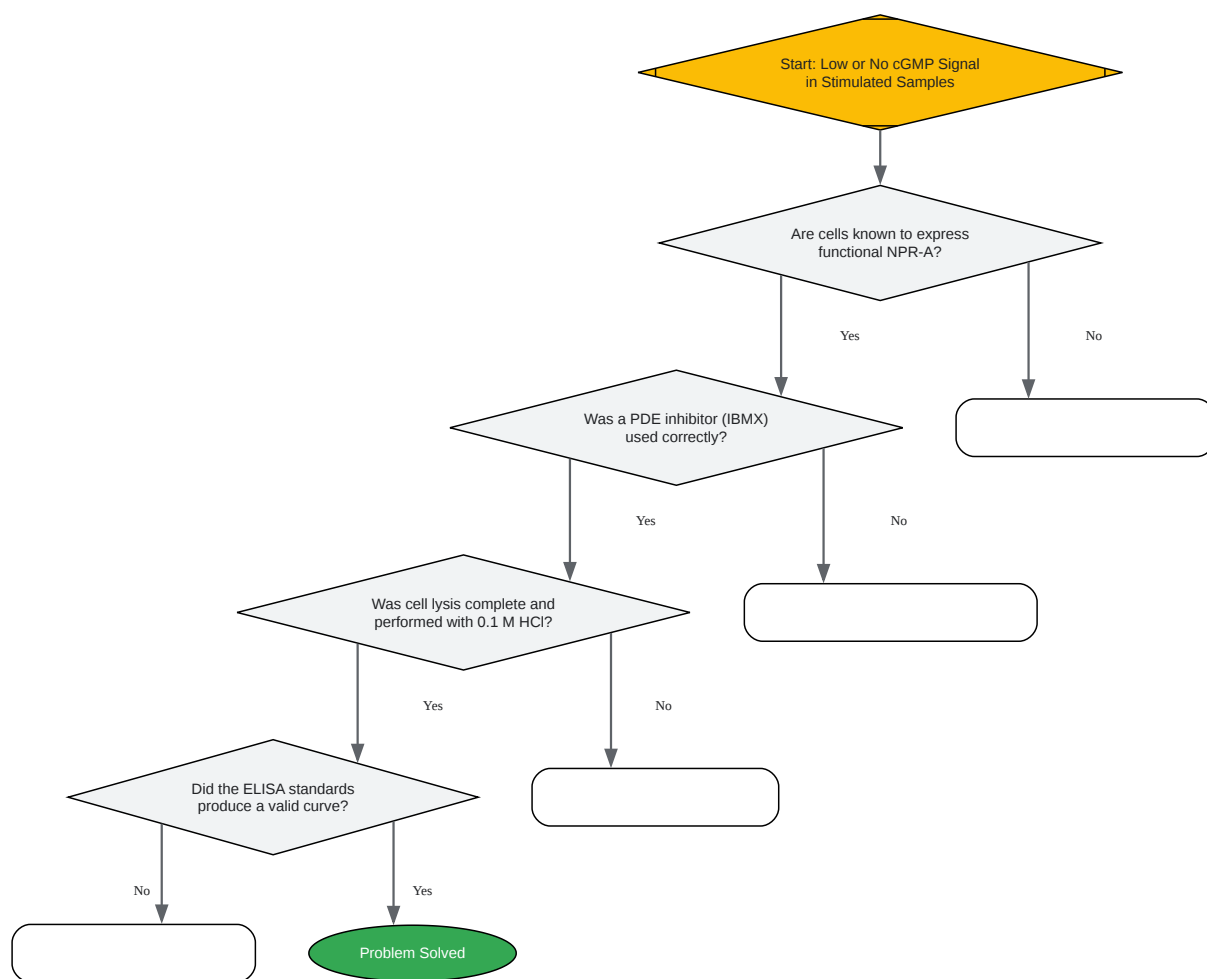 Start: Low or No cGMP Signal
in Stimulated Samples
Are cells known to express
functional NPR-A?
Yes
No
Was a PDE inhibitor (IBMX)
used correctly?
Yes
No
Was cell lysis complete and
performed with 0.1 M HCl?
Yes
No
Did the ELISA standards
produce a valid curve?
No
Yes
Problem Solved